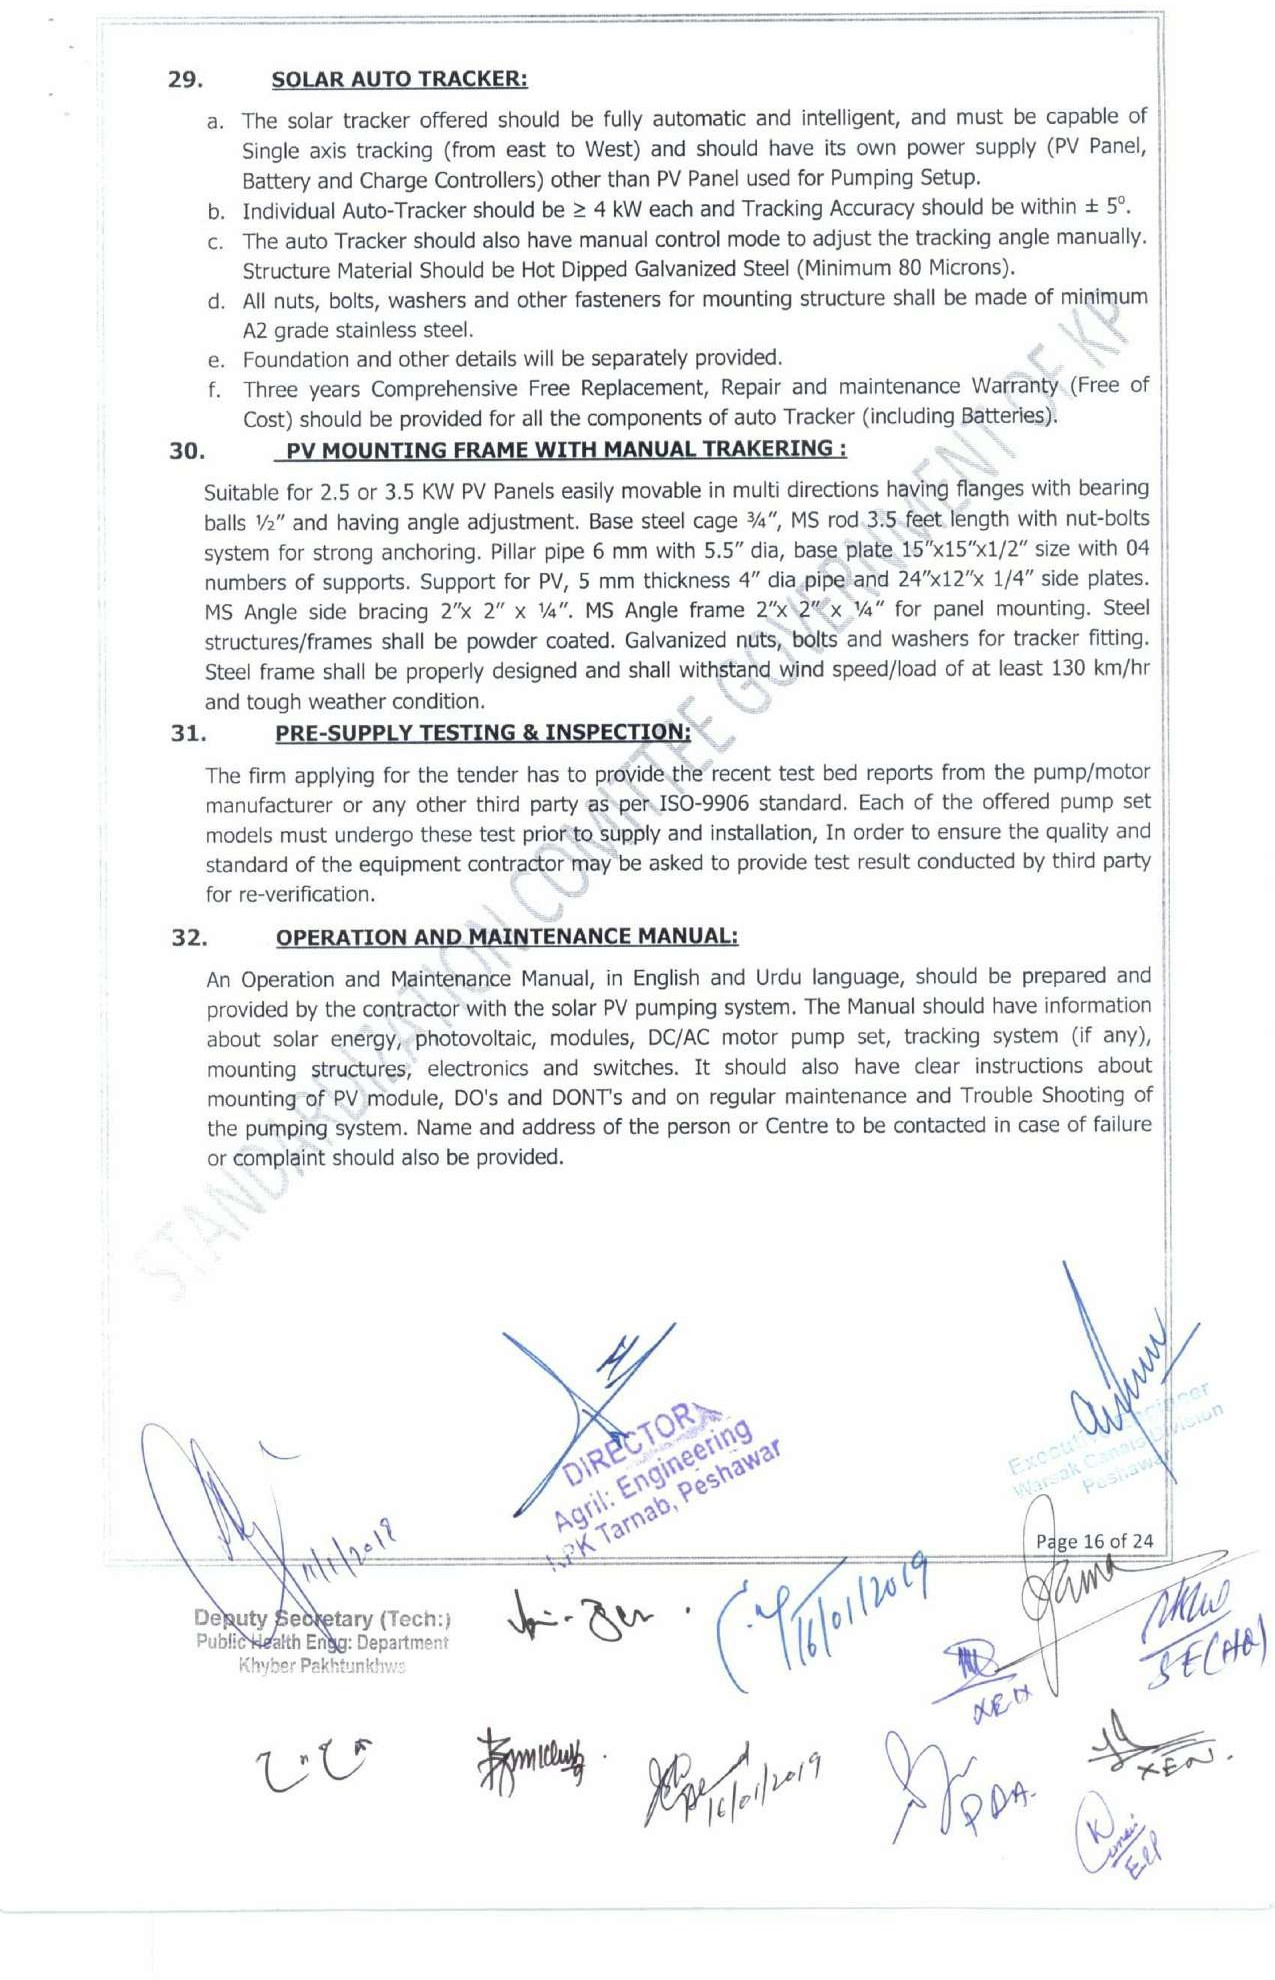 29. SOLAR AUTO TRACKER:
a. The solar tracker offered should be fully automatic and intelligent, and must be capable of
Single axis tracking (from east to West) and should have its own power supply (PV Panel,
Battery and Charge Controllers) other than PV Panel used for Pumping Setup.
b. Individual Auto-Tracker should be ≥ 4 kW each and Tracking Accuracy should be within ± 5°.
c. The auto Tracker should also have manual control mode to adjust the tracking angle manually.
Structure Material Should be Hot Dipped Galvanized Steel (Minimum 80 Microns).
d. All nuts, bolts, washers and other fasteners for mounting structure shall be made of minimum
A2 grade stainless steel.
e. Foundation and other details will be separately provided.
f. Three years Comprehensive Free Replacement, Repair and maintenance Warranty (Free of
Cost) should be provided for all the components of auto Tracker (including Batteries).
30. PV MOUNTING FRAME WITH MANUAL TRAKERING :
Suitable for 2.5 or 3.5 KW PV Panels easily movable in multi directions having flanges with bearing
balls ½" and having angle adjustment. Base steel cage ¾", MS rod 3.5 feet length with nut-bolts
system for strong anchoring. Pillar pipe 6 mm with 5.5" dia, base plate 15"x15"x1/2" size with 04
numbers of supports. Support for PV, 5 mm thickness 4" dia pipe and 24"x12"x 1/4" side plates.
MS Angle side bracing 2"x 2" x ¼". MS Angle frame 2"x 2" x ¼" for panel mounting. Steel
structures/frames shall be powder coated. Galvanized nuts, bolts and washers for tracker fitting.
Steel frame shall be properly designed and shall withstand wind speed/load of at least 130 km/hr
and tough weather condition.
31. PRE-SUPPLY TESTING & INSPECTION:
The firm applying for the tender has to provide the recent test bed reports from the pump/motor
manufacturer or any other third party as per ISO-9906 standard. Each of the offered pump set
models must undergo these test prior to supply and installation, In order to ensure the quality and
standard of the equipment contractor may be asked to provide test result conducted by third party
for re-verification.
32. OPERATION AND MAINTENANCE MANUAL:
An Operation and Maintenance Manual, in English and Urdu language, should be prepared and
provided by the contractor with the solar PV pumping system. The Manual should have information
about solar energy, photovoltaic, modules, DC/AC motor pump set, tracking system (if any),
mounting structures, electronics and switches. It should also have clear instructions about
mounting of PV module, DO's and DONT's and on regular maintenance and Trouble Shooting of
the pumping system. Name and address of the person or Centre to be contacted in case of failure
or complaint should also be provided.
STANDARDIZATION COMMITTEE GOVERNMENT OF KP
DIRECTOR
Agril: Engineering
KPK Tarnab, Peshawar
Executive Engineer
Warsak Canals Division
Peshawar
Page 16 of 24
Deputy Secretary (Tech:)
Public Health Engg: Department
Khyber Pakhtunkhwa
16/01/2019
SE(HQ)
XEN
16/01/2019
PDA.
XEN.